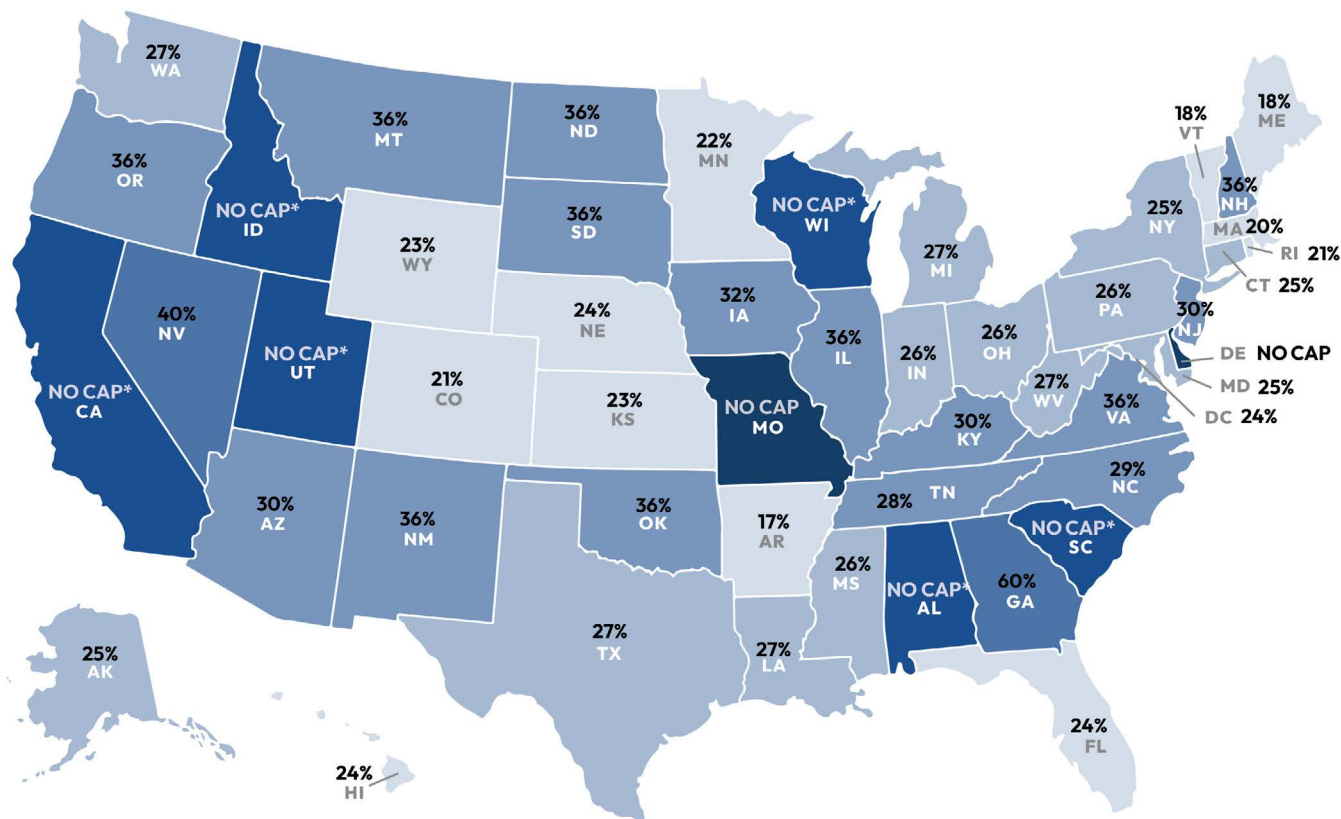 27%
WA
36%
MT
36%
ND
22%
MN
18%
VT
18%
ME
36%
OR
NO CAP*
ID
36%
SD
NO CAP*
WI
27%
MI
25%
NY
36%
NH
MA 20%
RI 21%
CT 25%
23%
WY
24%
NE
32%
IA
36%
IL
26%
IN
26%
OH
26%
PA
30%
NJ
DE NO CAP
MD 25%
DC 24%
40%
NV
NO CAP*
UT
21%
CO
23%
KS
NO CAP
MO
30%
KY
27%
WV
36%
VA
NO CAP*
CA
30%
AZ
36%
NM
36%
OK
17%
AR
28% TN
29%
NC
NO CAP*
SC
27%
TX
27%
LA
26%
MS
NO CAP*
AL
60%
GA
25%
AK
24%
HI
24%
FL